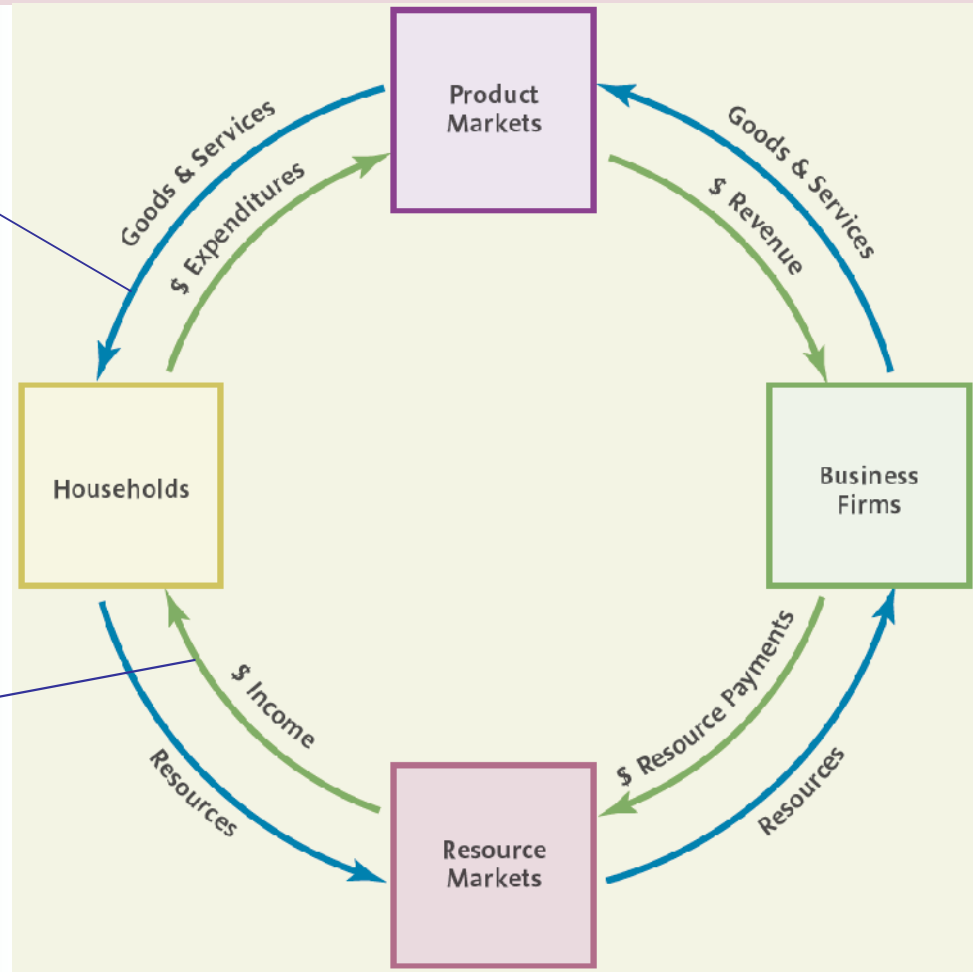 Product
Markets
Goods & Services
$ Expenditures
Goods & Services
$ Revenue
Households
Business
Firms
$ Income
Resources
$ Resource Payments
Resources
Resource
Markets